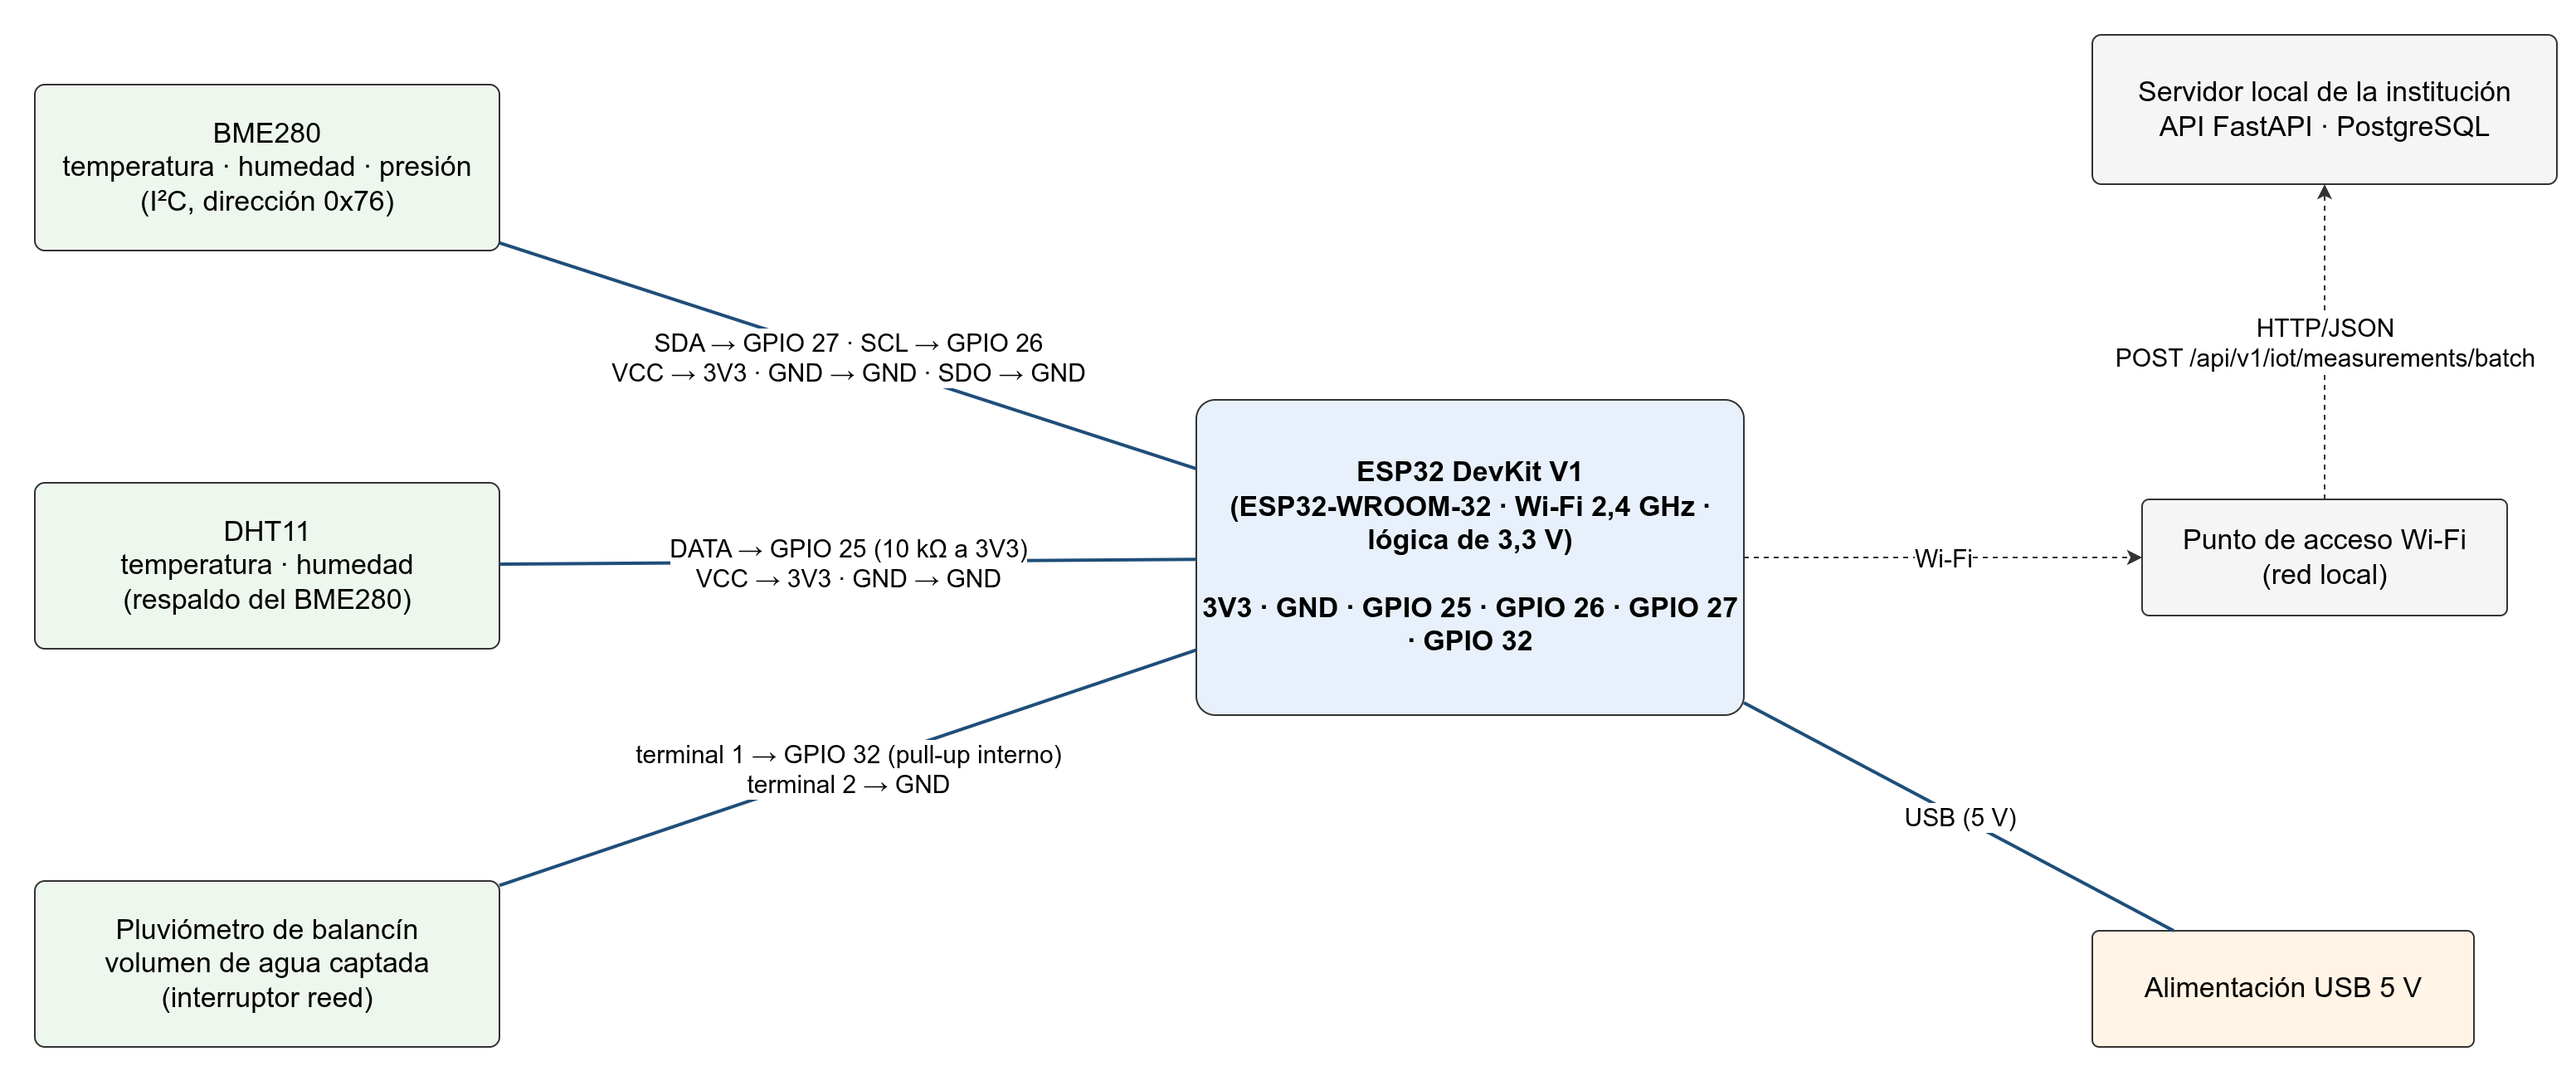 BME280
temperatura · humedad · presión
(I²C, dirección 0x76)
SDA → GPIO 27 · SCL → GPIO 26
VCC → 3V3 · GND → GND · SDO → GND
DHT11
temperatura · humedad
(respaldo del BME280)
DATA → GPIO 25 (10 kΩ a 3V3)
VCC → 3V3 · GND → GND
Pluviómetro de balancín
volumen de agua captada
(interruptor reed)
terminal 1 → GPIO 32 (pull-up interno)
terminal 2 → GND
ESP32 DevKit V1
(ESP32-WROOM-32 · Wi-Fi 2,4 GHz ·
lógica de 3,3 V)
3V3 · GND · GPIO 25 · GPIO 26 · GPIO 27
· GPIO 32
Wi-Fi
Punto de acceso Wi-Fi
(red local)
HTTP/JSON
POST /api/v1/iot/measurements/batch
Servidor local de la institución
API FastAPI · PostgreSQL
USB (5 V)
Alimentación USB 5 V